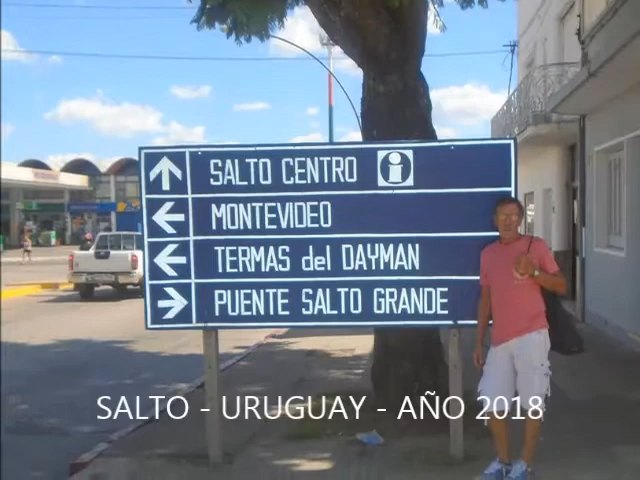 SALTO CENTRO i
MONTEVIDEO
TERMAS del DAYMAN
PUENTE SALTO GRANDE
SALTO - URUGUAY - AÑO 2018